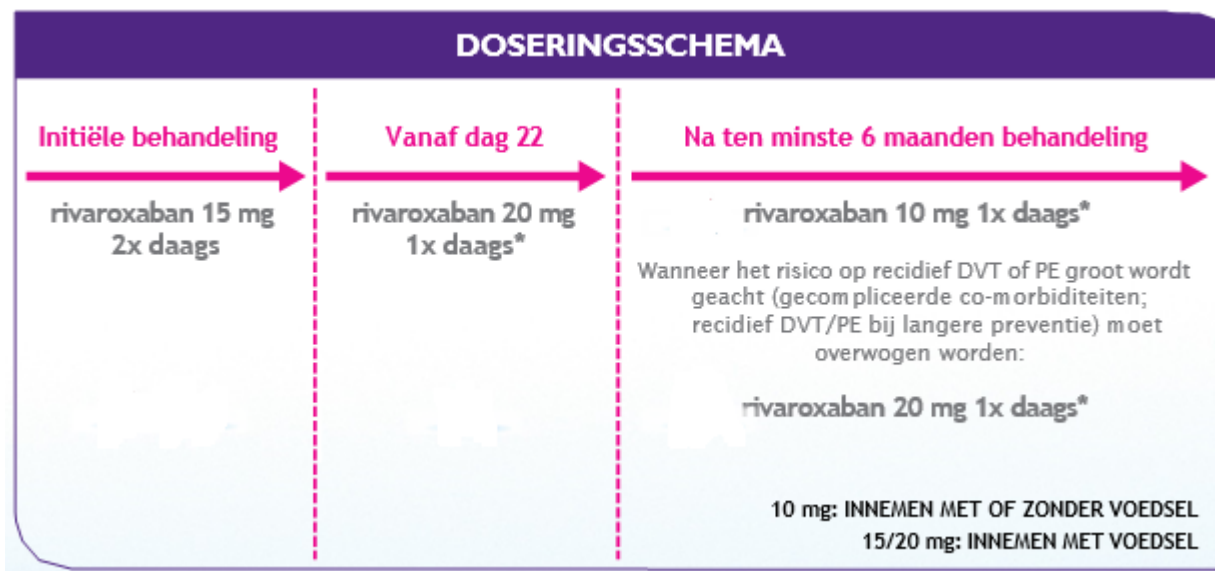 DOSERINGSSCHEMA
Initiële behandeling
rivaroxaban 15 mg
2x daags
Vanaf dag 22
rivaroxaban 20 mg
1x daags*
Na ten minste 6 maanden behandeling
rivaroxaban 10 mg 1x daags*
Wanneer het risico op recidief DVT of PE groot wordt
geacht (gecompliceerde co-morbiditeiten;
recidief DVT/PE bij langere preventie) moet
overwogen worden:
rivaroxaban 20 mg 1x daags*
10 mg: INNEMEN MET OF ZONDER VOEDSEL
15/20 mg: INNEMEN MET VOEDSEL